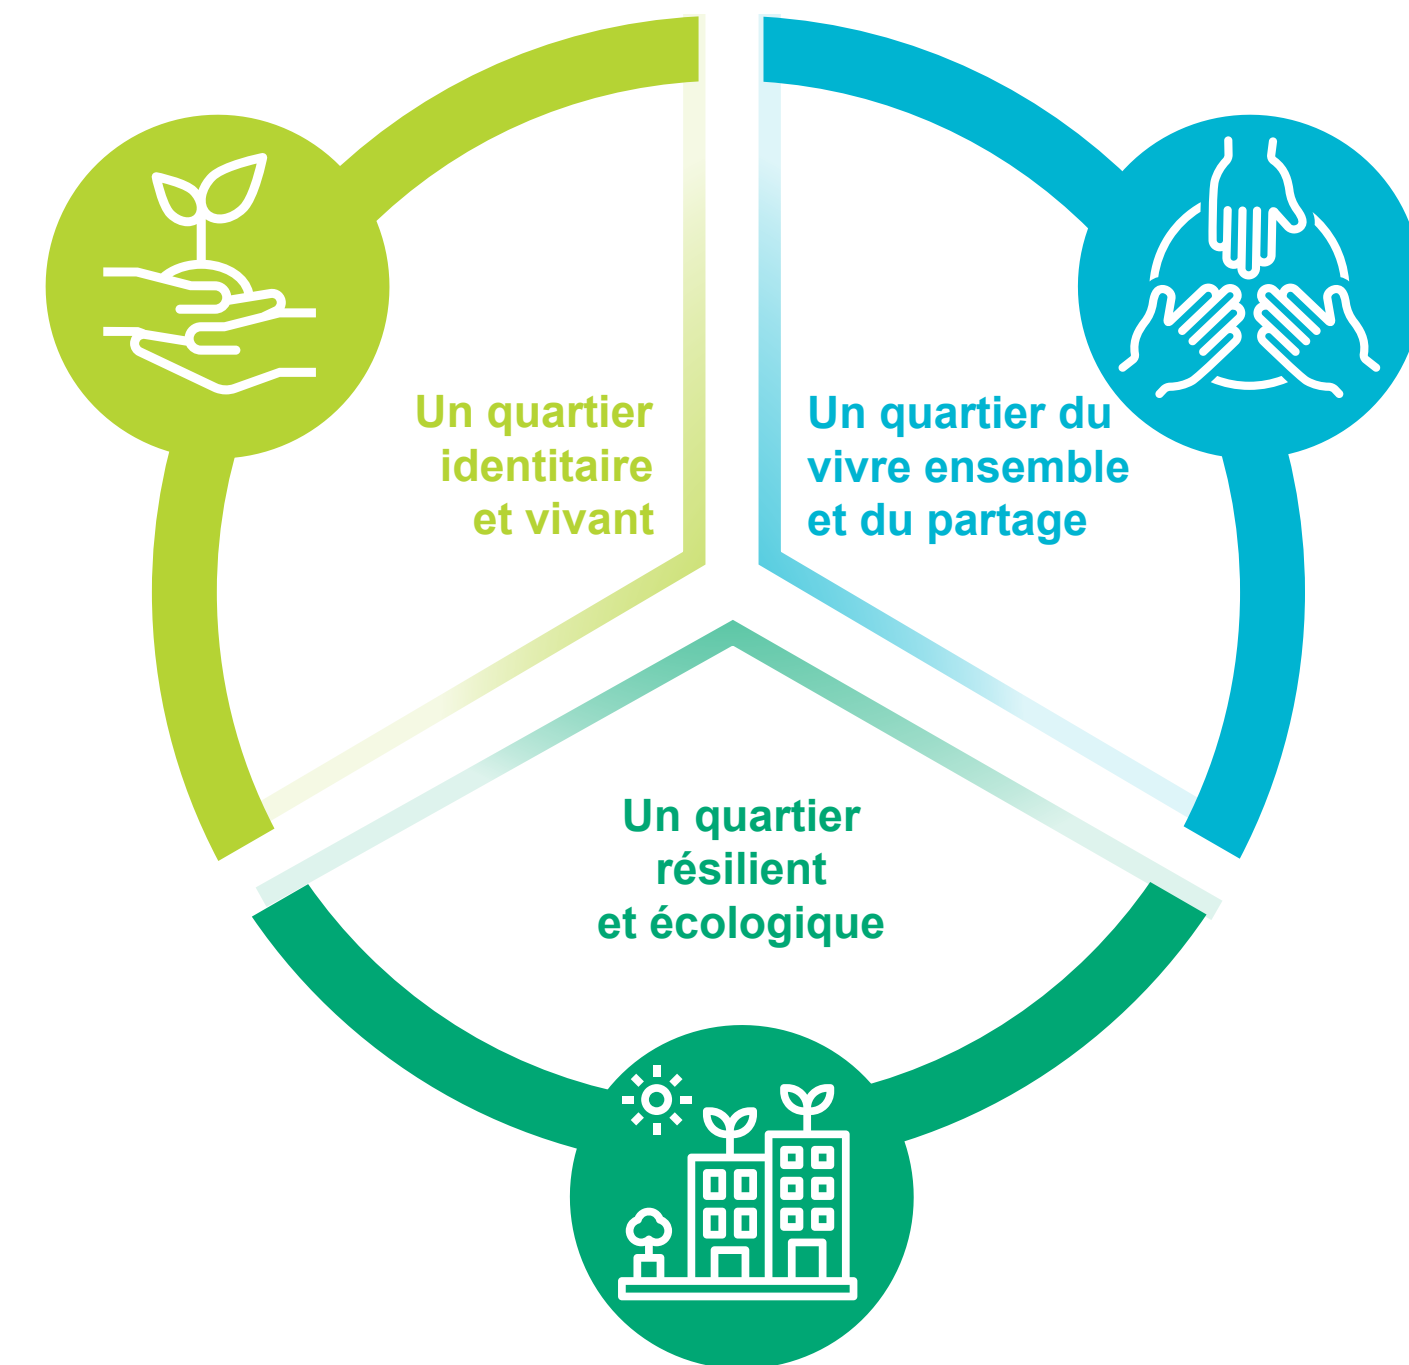 Un quartier
identitaire
et vivant
Un quartier du
vivre ensemble
et du partage
Un quartier
résilient
et écologique